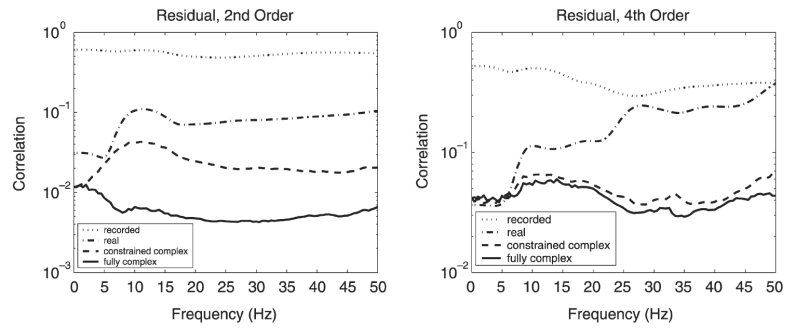 Residual, 2nd Order
10^0
10^-1
10^-2
10^-3
Correlation
recorded
real
constrained complex
fully complex
0 5 10 15 20 25 30 35 40 45 50
Frequency (Hz)
Residual, 4th Order
10^0
10^-1
10^-2
Correlation
recorded
real
constrained complex
fully complex
0 5 10 15 20 25 30 35 40 45 50
Frequency (Hz)